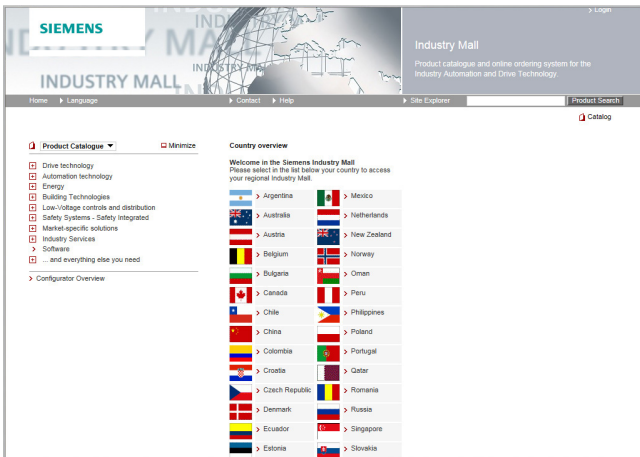 > Login
SIEMENS
INDUSTRY MALL
Industry Mall
Product catalogue and online ordering system for the
Industry Automation and Drive Technology.
Home > Language > Contact > Help > Site Explorer Product Search
Catalog
Product Catalogue ▼ Minimize
Drive technology
Automation technology
Energy
Building Technologies
Low-Voltage controls and distribution
Safety Systems - Safety Integrated
Market-specific solutions
Industry Services
> Software
... and everything else you need
> Configurator Overview
Country overview
Welcome in the Siemens Industry Mall
Please select in the list below your country to access
your regional Industry Mall.
> Argentina > Mexico
> Australia > Netherlands
> Austria > New Zealand
> Belgium > Norway
> Bulgaria > Oman
> Canada > Peru
> Chile > Philippines
> China > Poland
> Colombia > Portugal
> Croatia > Qatar
> Czech Republic > Romania
> Denmark > Russia
> Ecuador > Singapore
> Estonia > Slovakia